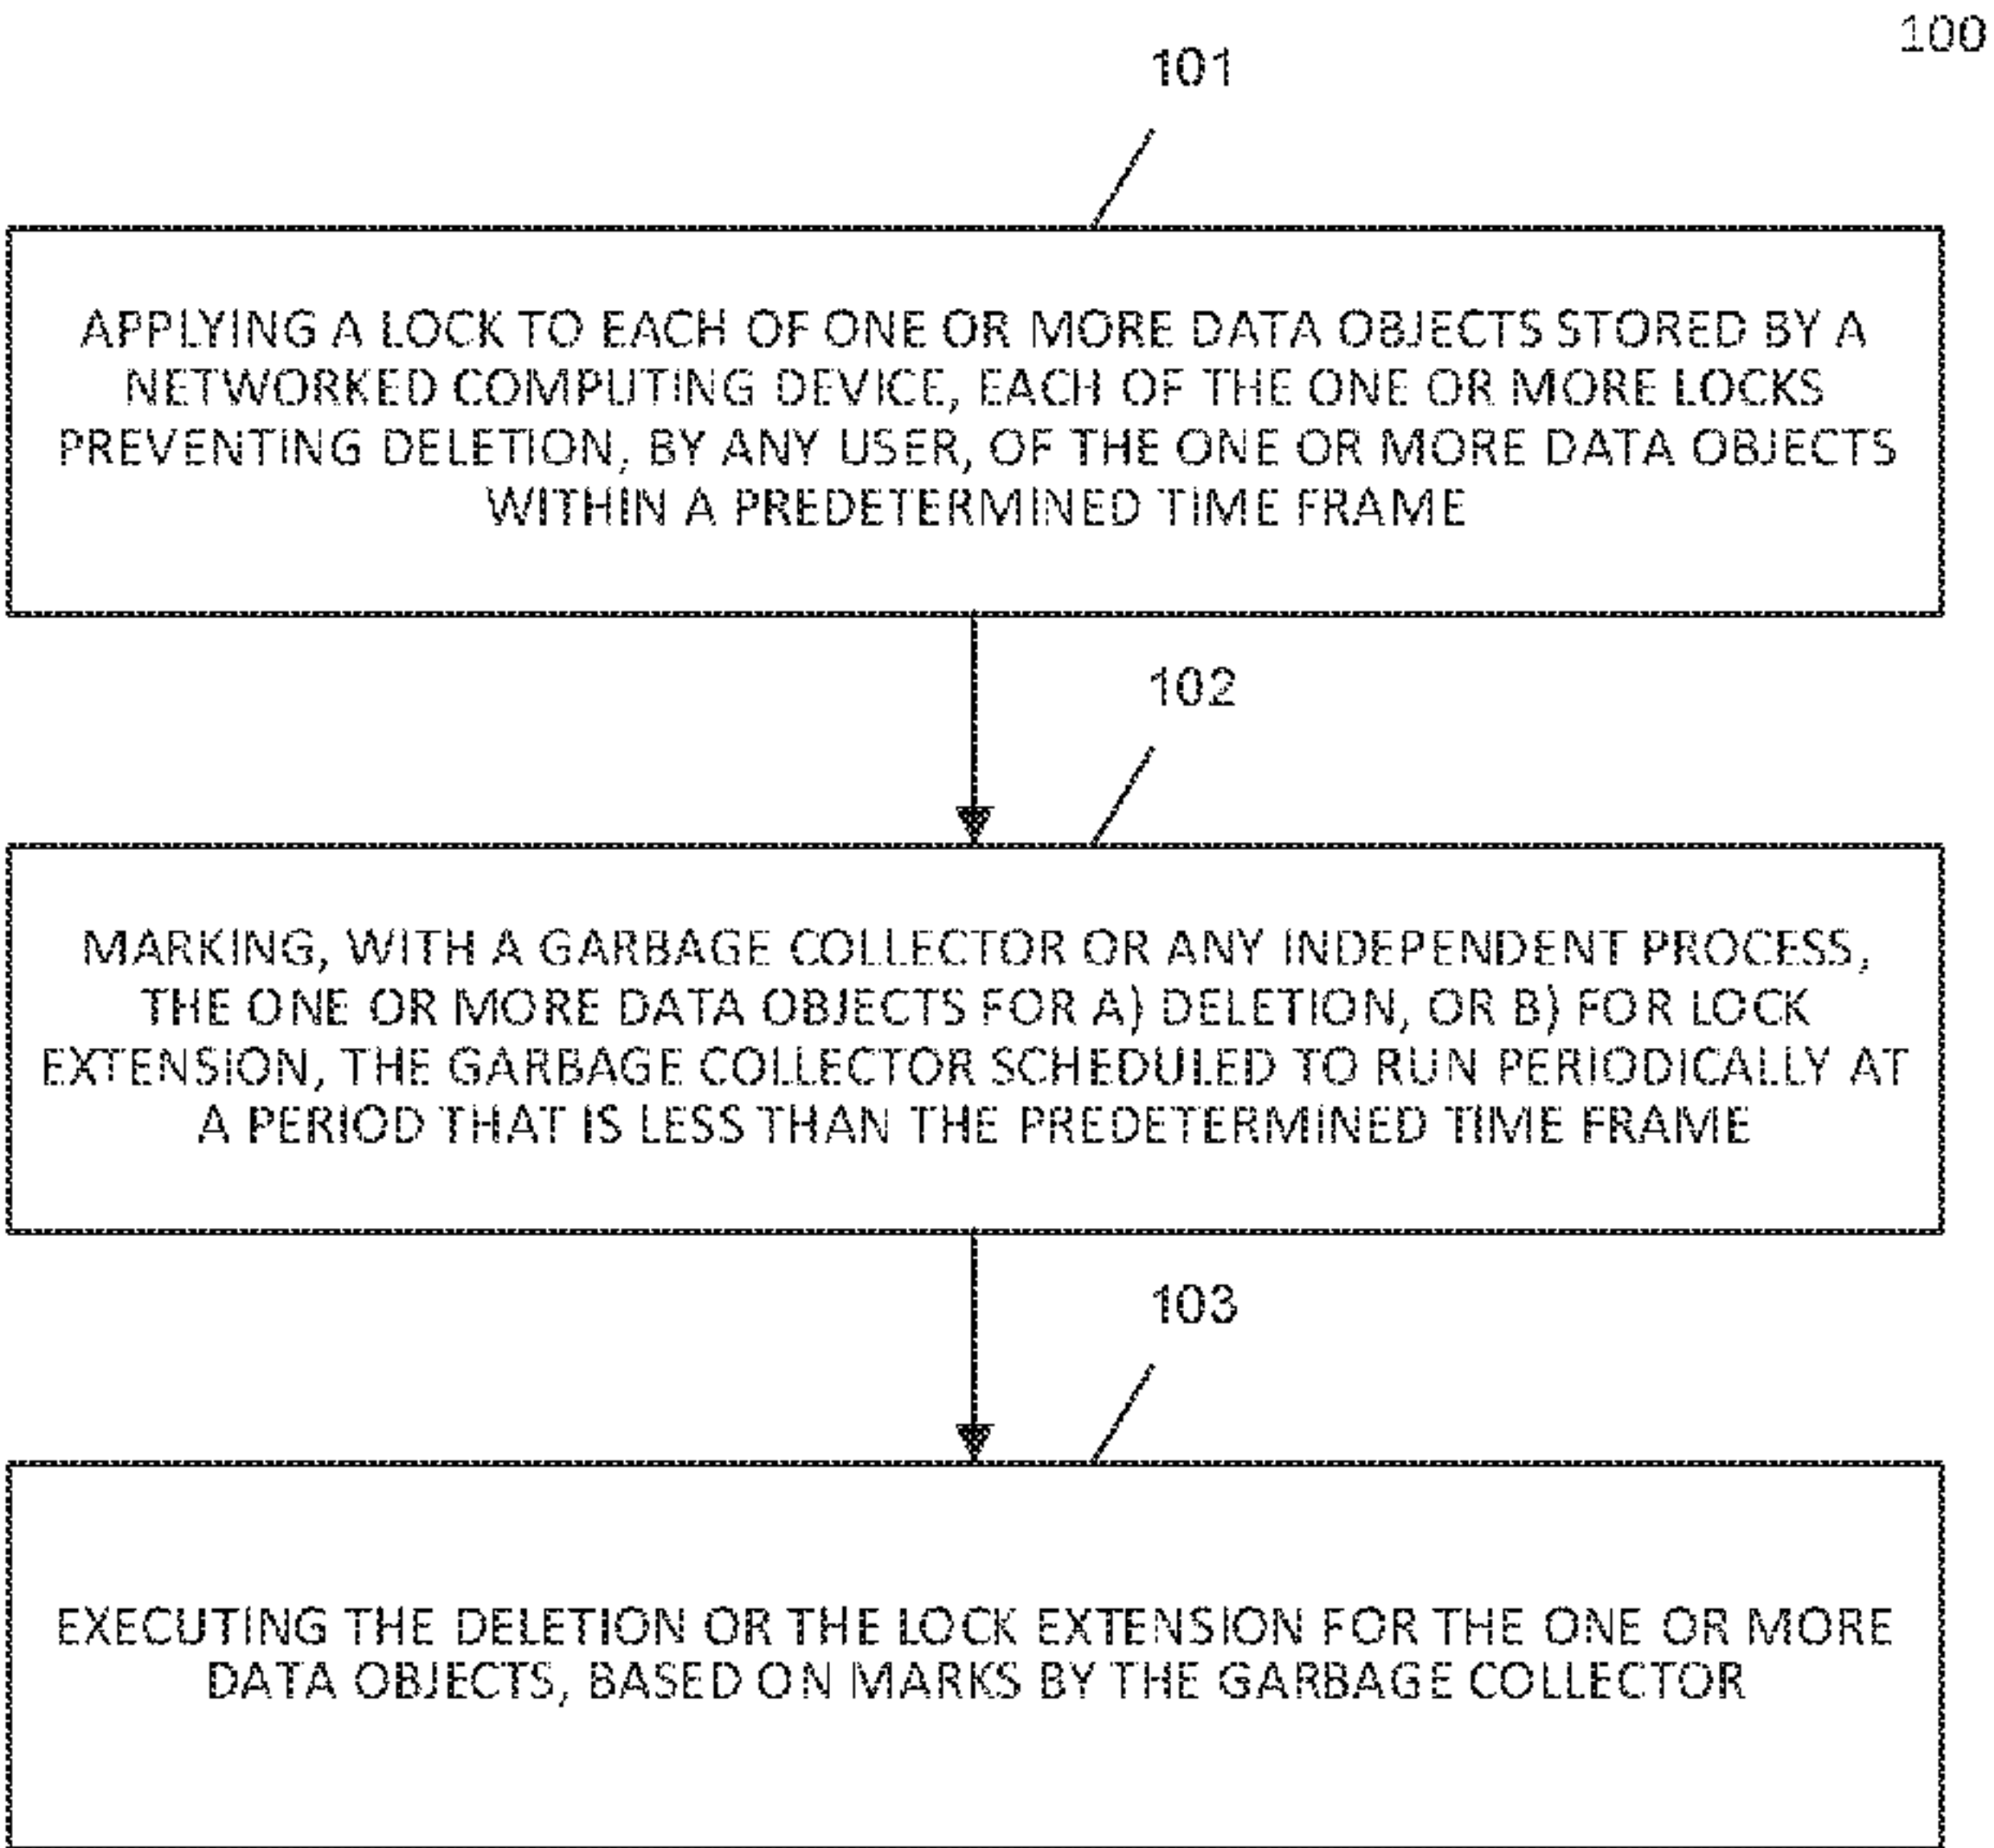 100
101
APPLYING A LOCK TO EACH OF ONE OR MORE DATA OBJECTS STORED BY A
NETWORKED COMPUTING DEVICE, EACH OF THE ONE OR MORE LOCKS
PREVENTING DELETION, BY ANY USER, OF THE ONE OR MORE DATA OBJECTS
WITHIN A PREDETERMINED TIME FRAME
102
MARKING, WITH A GARBAGE COLLECTOR OR ANY INDEPENDENT PROCESS,
THE ONE OR MORE DATA OBJECTS FOR A) DELETION, OR B) FOR LOCK
EXTENSION, THE GARBAGE COLLECTOR SCHEDULED TO RUN PERIODICALLY AT
A PERIOD THAT IS LESS THAN THE PREDETERMINED TIME FRAME
103
EXECUTING THE DELETION OR THE LOCK EXTENSION FOR THE ONE OR MORE
DATA OBJECTS, BASED ON MARKS BY THE GARBAGE COLLECTOR